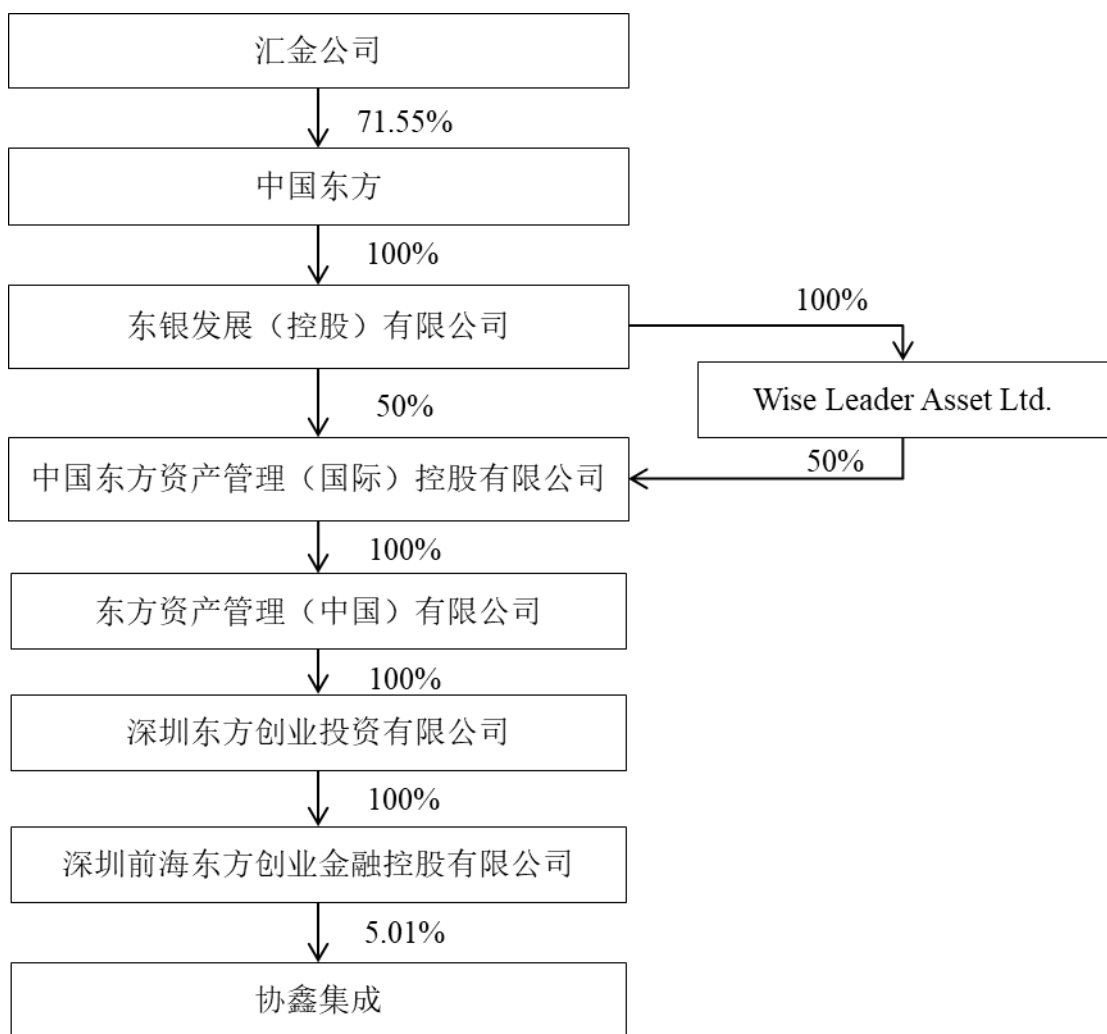 汇金公司
71.55%
中国东方
100%
东银发展（控股）有限公司
100%
Wise Leader Asset Ltd.
50%
50%
中国东方资产管理（国际）控股有限公司
100%
东方资产管理（中国）有限公司
100%
深圳东方创业投资有限公司
100%
深圳前海东方创业金融控股有限公司
5.01%
协鑫集成